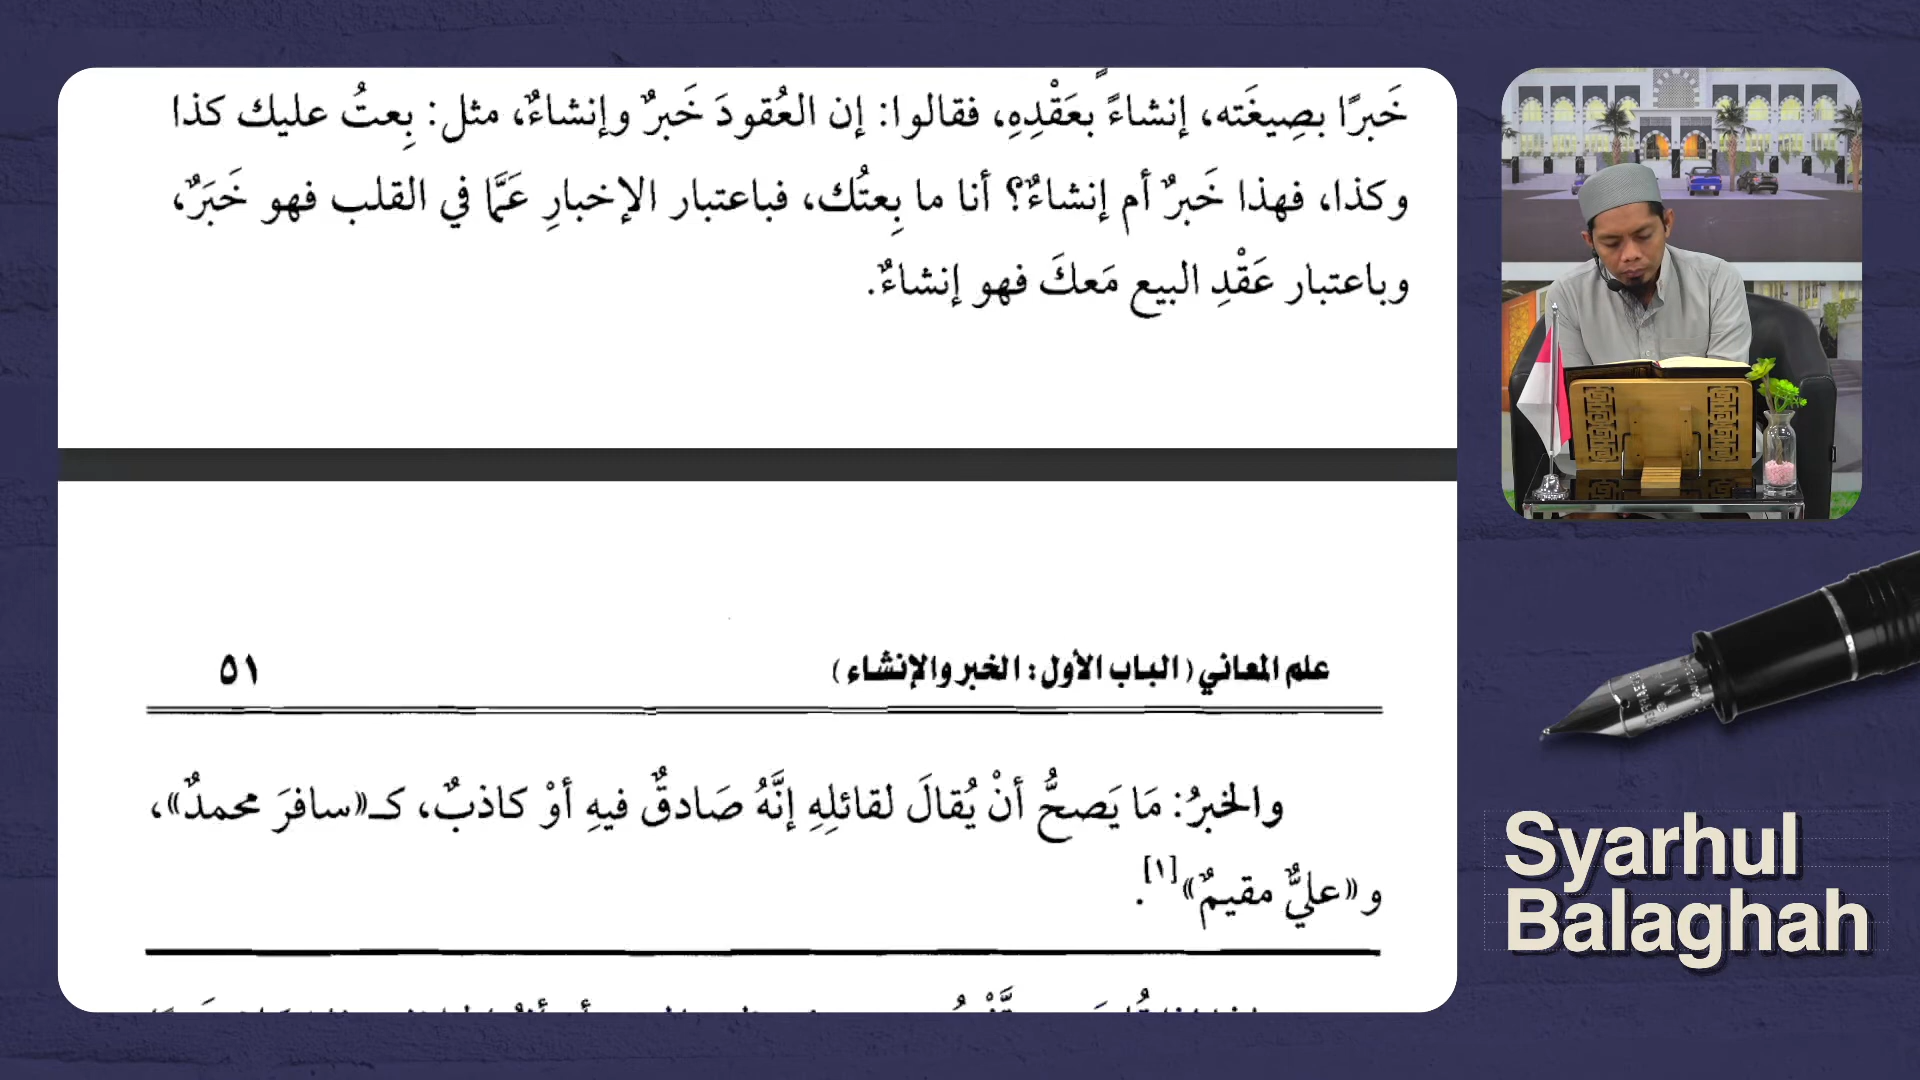 خَبرًا بصِيغَته، إنشاءً بعَقْدِهِ، فقالوا: إن العُقودَ خَبرٌ وإنشاءٌ، مثل: بِعتُ عليك كذا
وكذا، فهذا خَبرٌ أم إنشاءٌ؟ أنا ما بِعتُك، فباعتبار الإخبارِ عَمَّا في القلب فهو خَبَرٌ،
وباعتبار عَقْدِ البيع مَعكَ فهو إنشاءٌ.
علم المعاني (الباب الأول: الخبر والإنشاء) ٥١
والخبرُ: مَا يَصحُّ أنْ يُقالَ لقائلِهِ إنَّهُ صَادقٌ فيهِ أوْ كاذبٌ، كـ«سافرَ محمدٌ»،
و«عليٌّ مقيمٌ»[١].
Syarhul
Balaghah